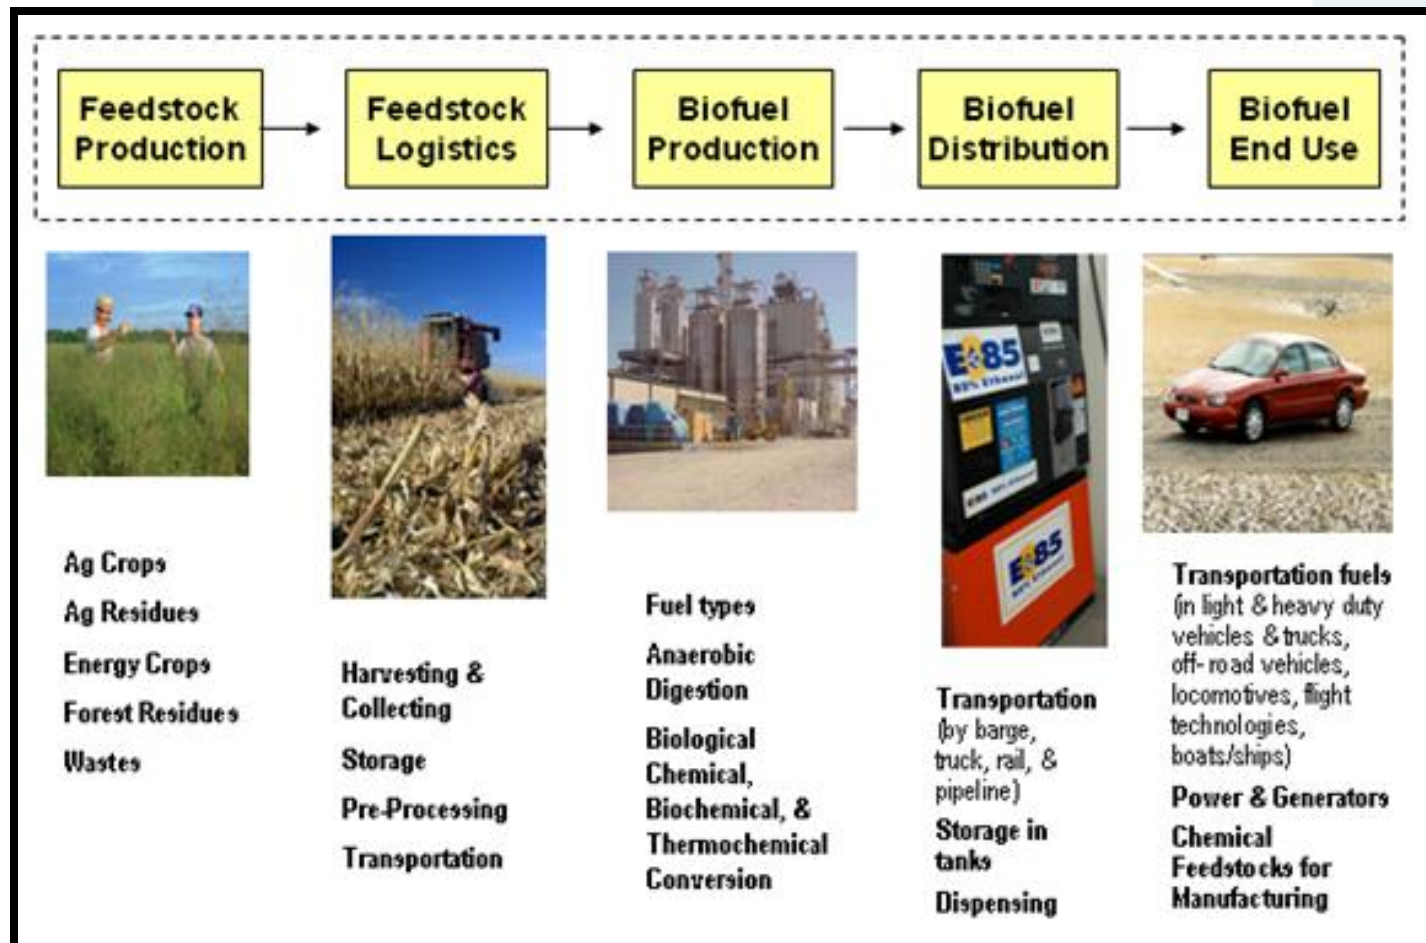 Feedstock
Production
Feedstock
Logistics
Biofuel
Production
Biofuel
Distribution
Biofuel
End Use
Ag Crops
Ag Residues
Energy Crops
Forest Residues
Wastes
Harvesting &
Collecting
Storage
Pre-Processing
Transportation
Fuel types
Anaerobic
Digestion
Biological
Chemical,
Biochemical, &
Thermochemical
Conversion
E85
85% Ethanol
E85
Transportation
(by barge,
truck, rail, &
pipeline)
Storage in
tanks
Dispensing
Transportation fuels
(in light & heavy duty
vehicles & trucks,
off-road vehicles,
locomotives, flight
technologies,
boats/ships)
Power & Generators
Chemical
Feedstocks for
Manufacturing